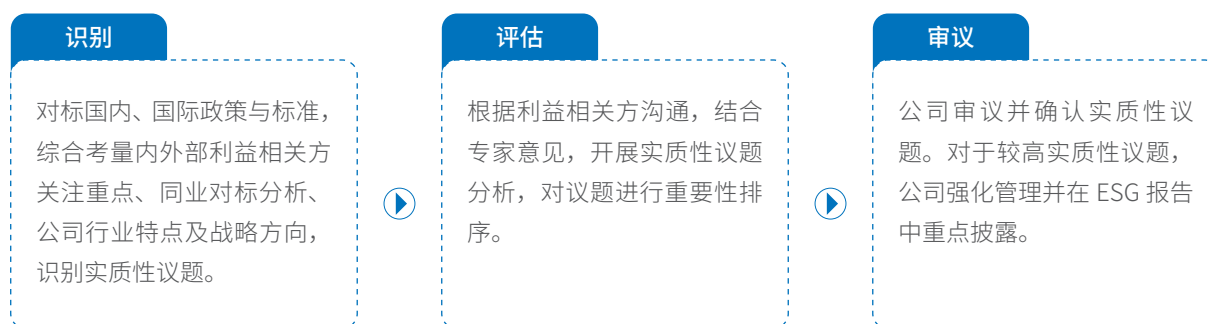 识别
对标国内、国际政策与标准，
综合考量内外部利益相关方
关注重点、同业对标分析、
公司行业特点及战略方向，
识别实质性议题。
评估
根据利益相关方沟通，结合
专家意见，开展实质性议题
分析，对议题进行重要性排
序。
审议
公司审议并确认实质性议
题。对于较高实质性议题，
公司强化管理并在 ESG 报告
中重点披露。